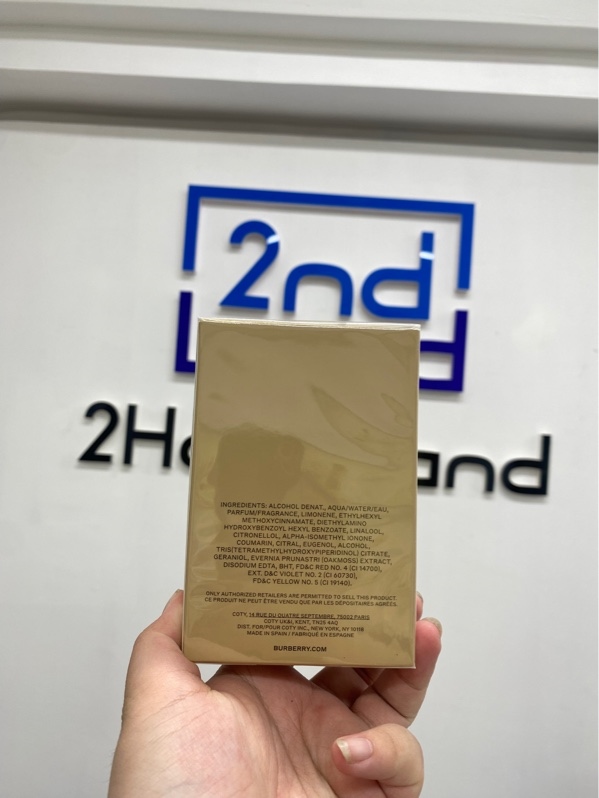 2nd
2H
and
INGREDIENTS: ALCOHOL DENAT., AQUA/WATER/EAU,
PARFUM/FRAGRANCE, LIMONENE, ETHYLHEXYL
METHOXYCINNAMATE, DIETHYLAMINO
HYDROXYBENZOYL HEXYL BENZOATE, LINALOOL,
CITRONELLOL, ALPHA-ISOMETHYL IONONE,
COUMARIN, CITRAL, EUGENOL, ALCOHOL,
TRIS(TETRAMETHYLHYDROXYPIPERIDINOL) CITRATE,
GERANIOL, EVERNIA PRUNASTRI (OAKMOSS) EXTRACT,
DISODIUM EDTA, BHT, FD&C RED NO. 4 (CI 14700),
EXT. D&C VIOLET NO. 2 (CI 60730),
FD&C YELLOW NO. 5 (CI 19140).
ONLY AUTHORIZED RETAILERS ARE PERMITTED TO SELL THIS PRODUCT.
CE PRODUIT NE PEUT ÊTRE VENDU QUE PAR LES DÉPOSITAIRES AGRÉÉS.
COTY, 14 RUE DU QUATRE SEPTEMBRE, 75002 PARIS
COTY UK&I, KENT, TN25 4AQ
DIST. FOR/POUR COTY INC., NEW YORK, NY 10118
MADE IN SPAIN / FABRIQUÉ EN ESPAGNE
BURBERRY.COM